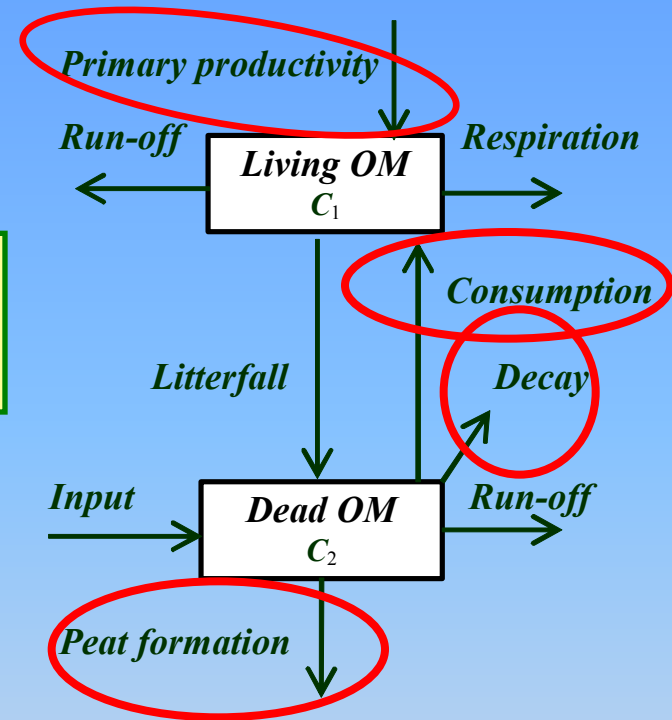 Primary productivity
Run-off
Respiration
Living OM
C₁
Consumption
Litterfall
Decay
Input
Dead OM
Run-off
C₂
Peat formation